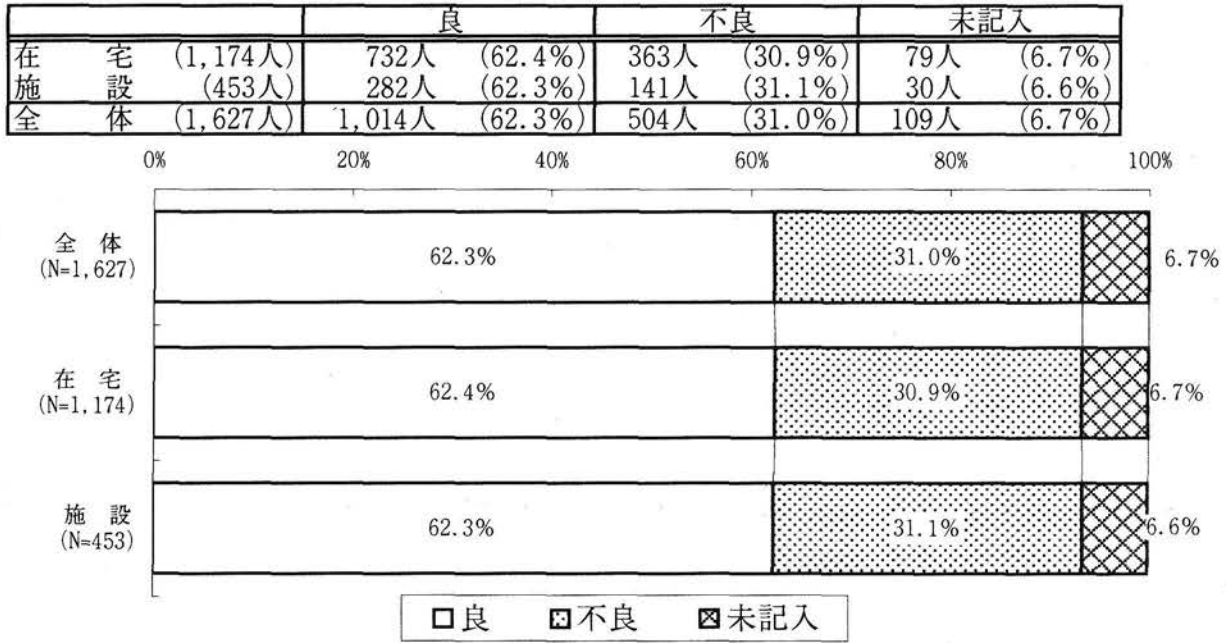 良 不良 未記入
在宅 (1,174人) 732人 (62.4%) 363人 (30.9%) 79人 (6.7%)
施設 (453人) 282人 (62.3%) 141人 (31.1%) 30人 (6.6%)
全体 (1,627人) 1,014人 (62.3%) 504人 (31.0%) 109人 (6.7%)
0% 20% 40% 60% 80% 100%
全体
(N=1,627)
62.3% 31.0% 6.7%
在宅
(N=1,174)
62.4% 30.9% 6.7%
施設
(N=453)
62.3% 31.1% 6.6%
良 不良 未記入